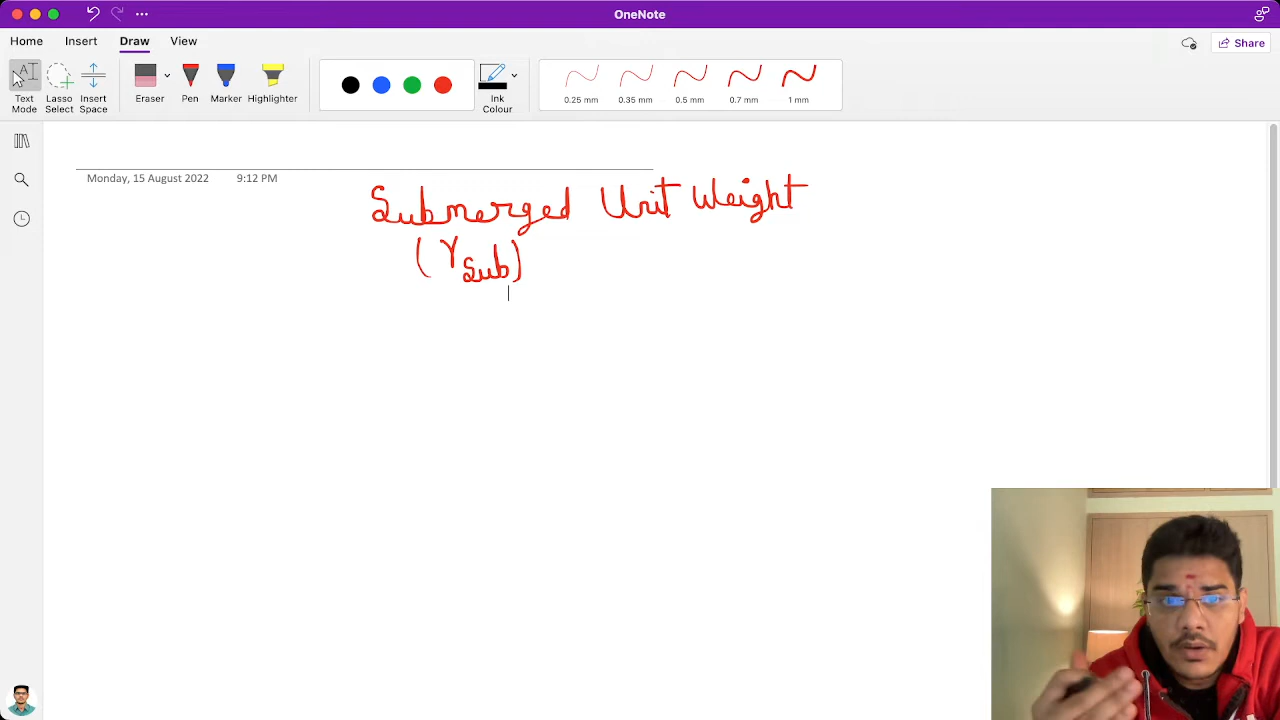 OneNote
Home Insert Draw View
Share
Text Mode
Lasso Select
Insert Space
Eraser
Pen
Marker
Highlighter
Ink Colour
0.25 mm
0.35 mm
0.5 mm
0.7 mm
1 mm
Monday, 15 August 2022 9:12 PM
Submerged Unit Weight
(γSub)